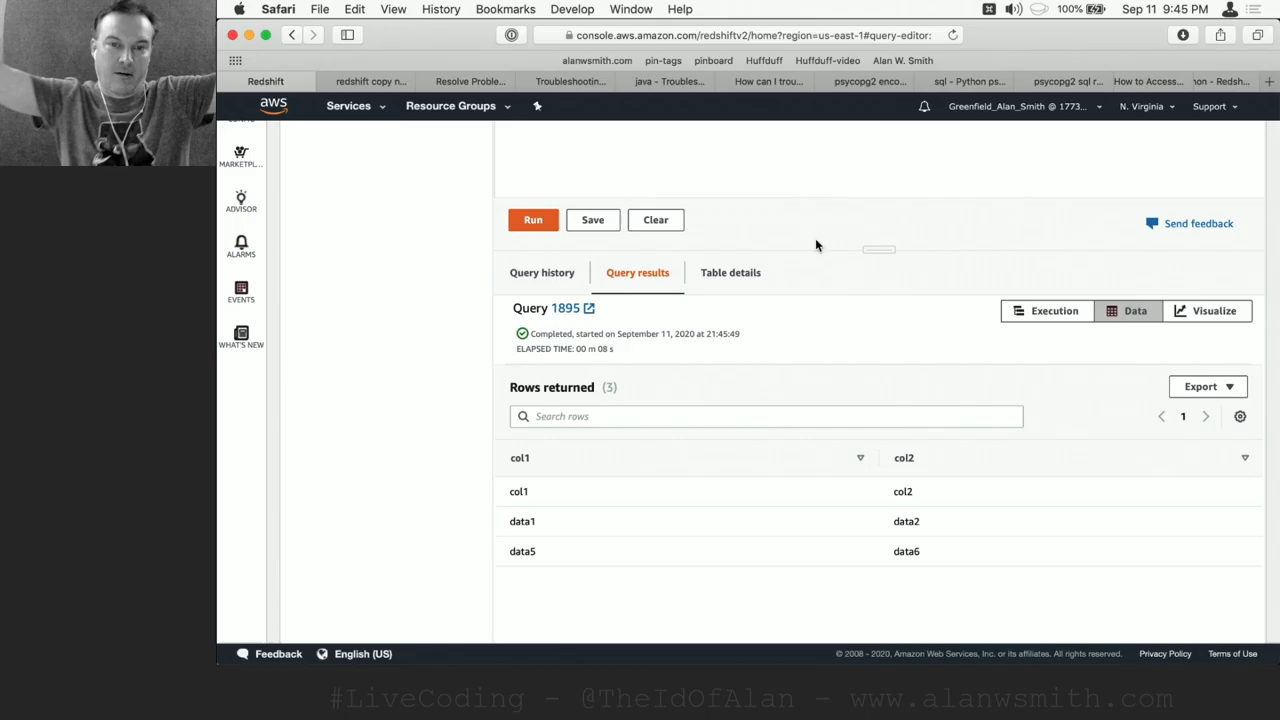 Safari File Edit View History Bookmarks Develop Window Help 100% Sep 11 9:45 PM
console.aws.amazon.com/redshiftv2/home?region=us-east-1#query-editor:
alanwsmith.com pin-tags pinboard Huffduff Huffduff-video Alan W. Smith
Redshift redshift copy n... Resolve Proble... Troubleshootin... java - Troubles... How can I trou... psycopg2 enco... sql - Python ps... psycopg2 sql r... How to Access... - Redsh...
aws Services Resource Groups Greenfield_Alan_Smith @ 1773... N. Virginia Support
MARKETPL...
ADVISOR
ALARMS
EVENTS
WHAT'S NEW
Run Save Clear Send feedback
Query history Query results Table details
Query 1895 Execution Data Visualize
Completed, started on September 11, 2020 at 21:45:49
ELAPSED TIME: 00 m 08 s
Rows returned (3) Export
Search rows 1
col1 col2
col1 col2
data1 data2
data5 data6
Feedback English (US) © 2008 - 2020, Amazon Web Services, Inc. or its affiliates. All rights reserved. Privacy Policy Terms of Use
#LiveCoding - @TheIdOfAlan - www.alanwsmith.com